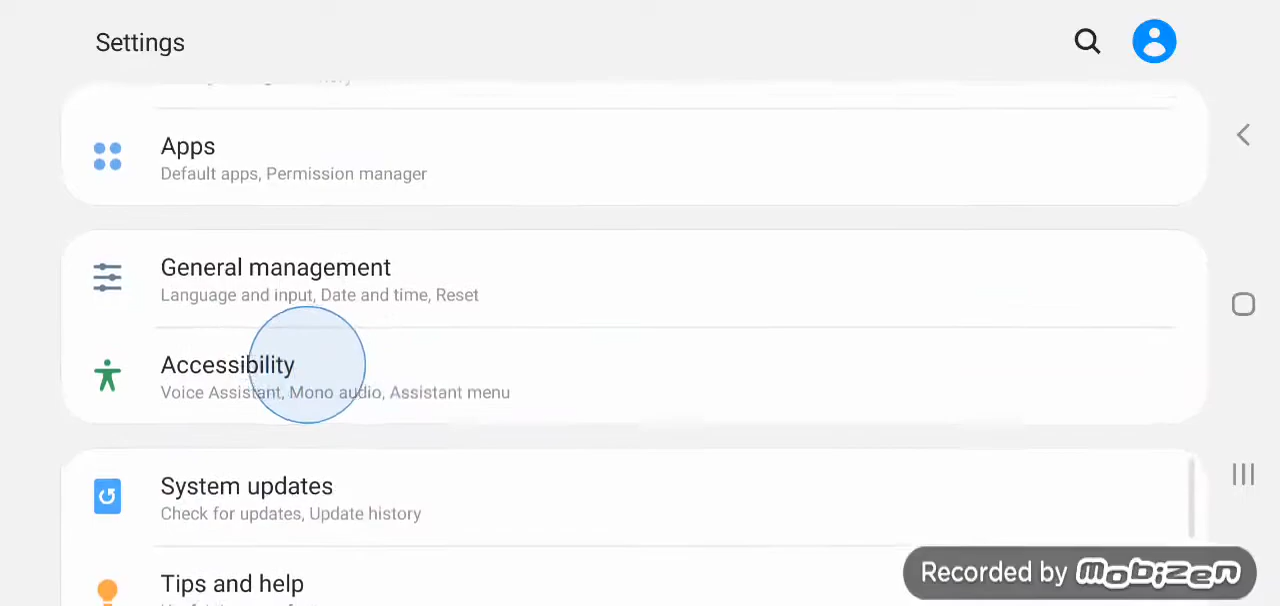 Settings
Apps
Default apps, Permission manager
General management
Language and input, Date and time, Reset
Accessibility
Voice Assistant, Mono audio, Assistant menu
System updates
Check for updates, Update history
Tips and help
Recorded by mobizen